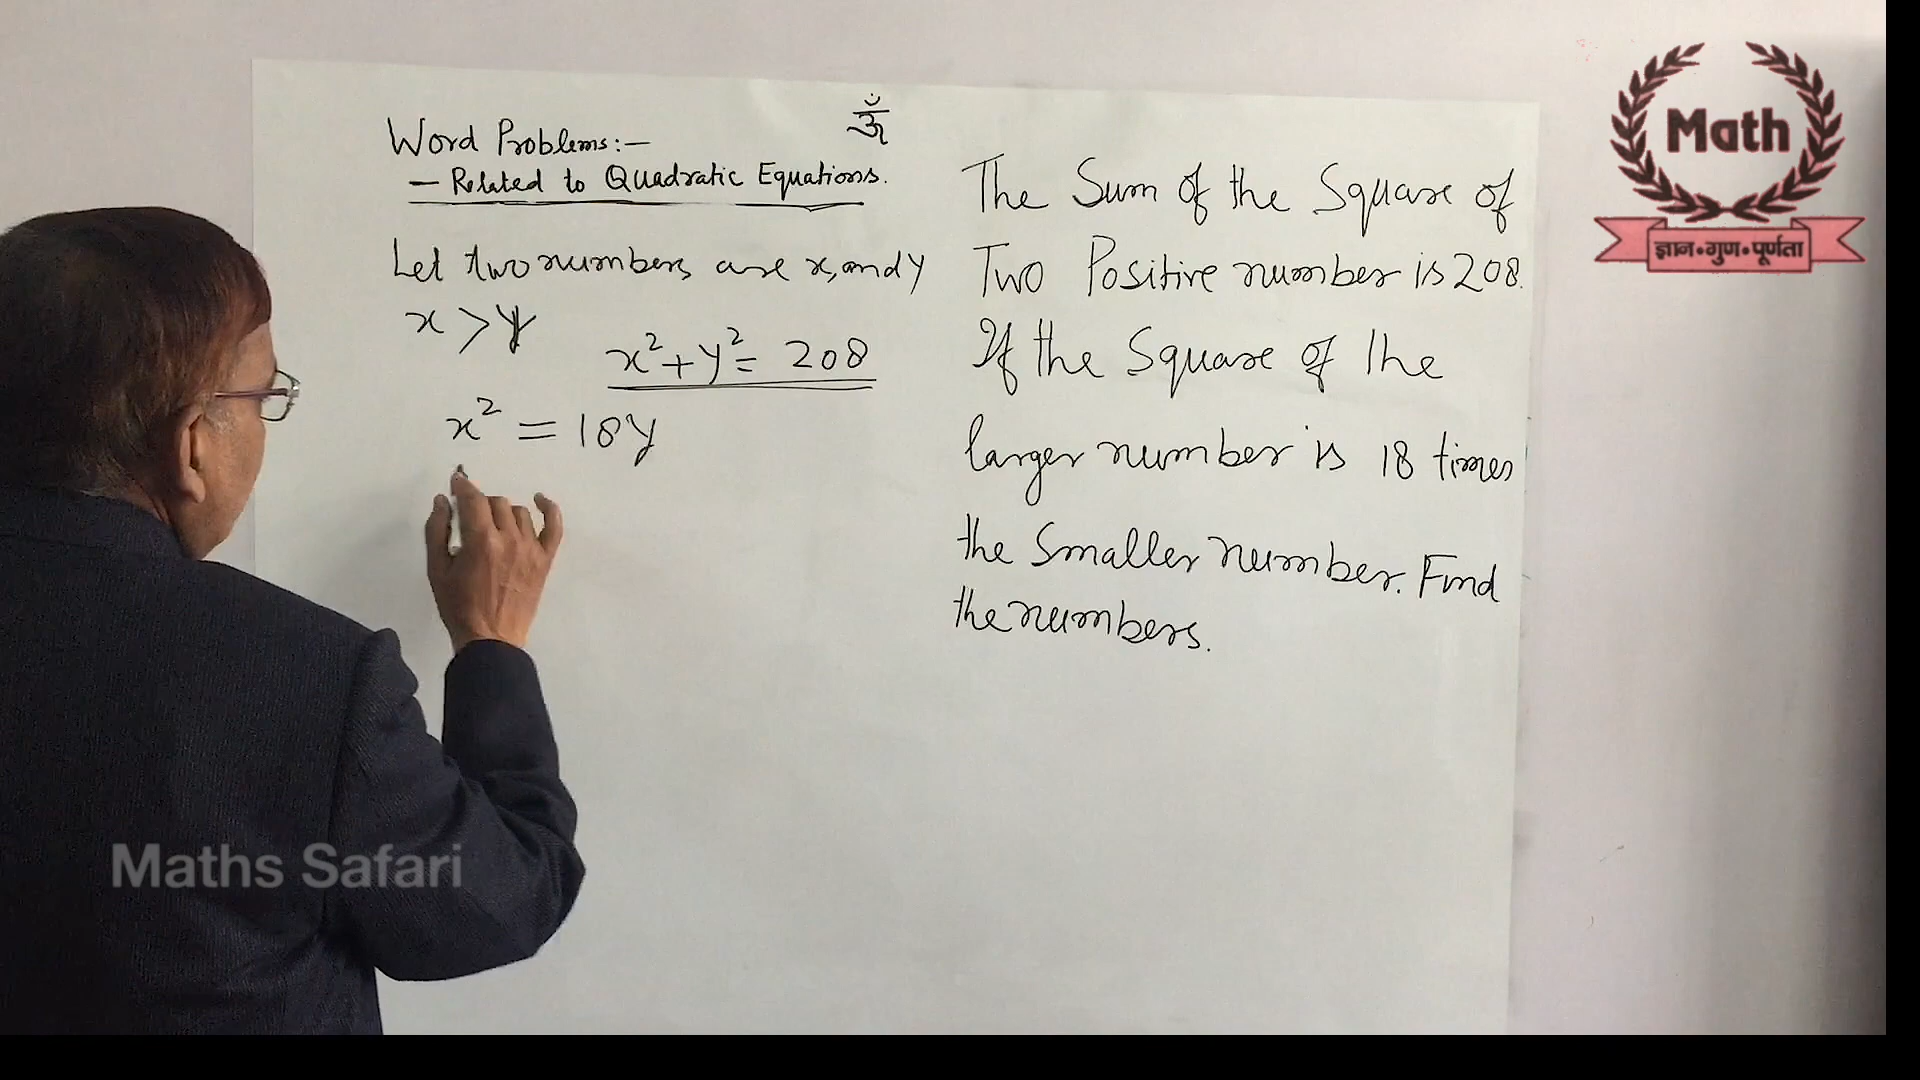 ॐ
Word Problems:-
- Related to Quadratic Equations.
Let two numbers are x, and y
x > y
x² + y² = 208
x² = 18y
The Sum of the Square of
Two Positive number is 208.
If the Square of the
larger number is 18 times
the Smaller number. Find
the numbers.
Math
ज्ञान•गुण•पूर्णता
Maths Safari